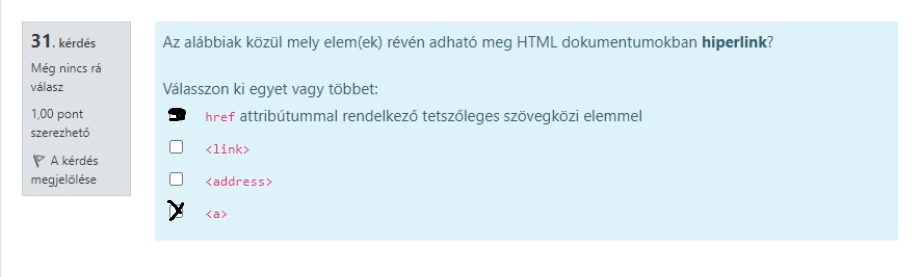 31. kérdés
Még nincs rá
válasz
1,00 pont
szerezhető
A kérdés
megjelölése
Az alábbiak közül mely elem(ek) révén adható meg HTML dokumentumokban hiperlink?
Válasszon ki egyet vagy többet:
href attribútummal rendelkező tetszőleges szövegközi elemmel
<link>
<address>
<a>